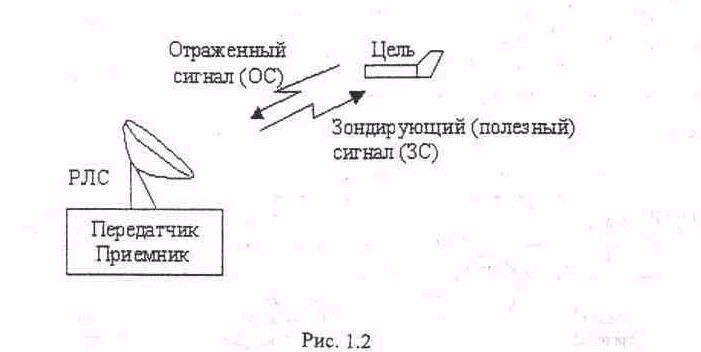 Отраженный
сигнал (ОС)
Цель
Зондирующий (полезный)
сигнал (ЗС)
РЛС
Передатчик
Приемник
Рис. 1.2